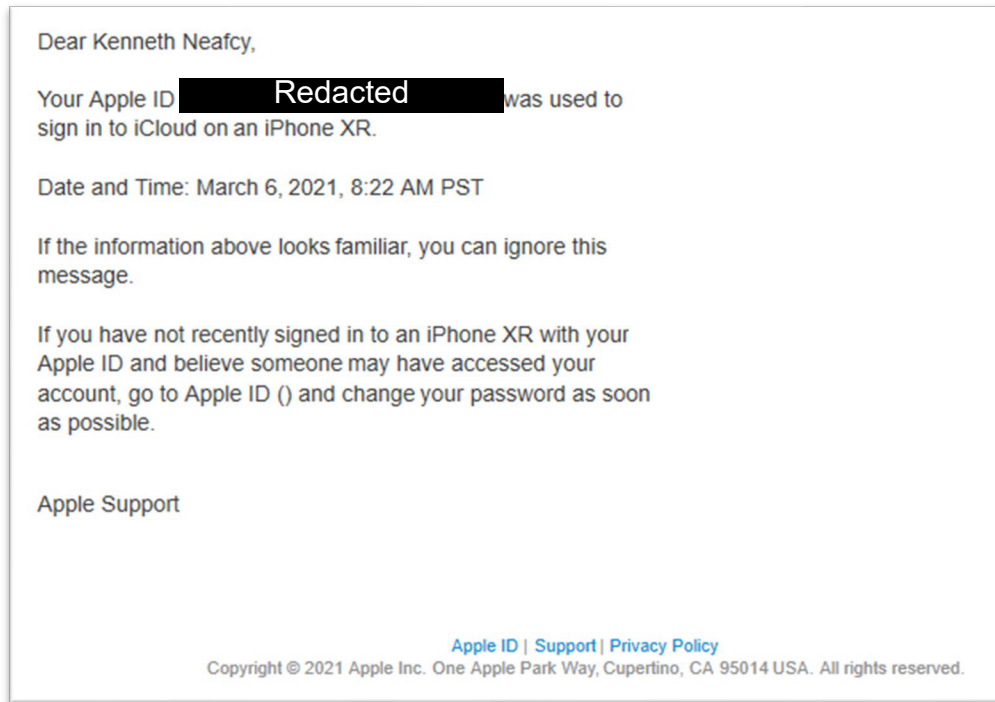 Dear Kenneth Neafcy,
Your Apple ID Redacted was used to
sign in to iCloud on an iPhone XR.
Date and Time: March 6, 2021, 8:22 AM PST
If the information above looks familiar, you can ignore this
message.
If you have not recently signed in to an iPhone XR with your
Apple ID and believe someone may have accessed your
account, go to Apple ID () and change your password as soon
as possible.
Apple Support
Apple ID | Support | Privacy Policy
Copyright © 2021 Apple Inc. One Apple Park Way, Cupertino, CA 95014 USA. All rights reserved.